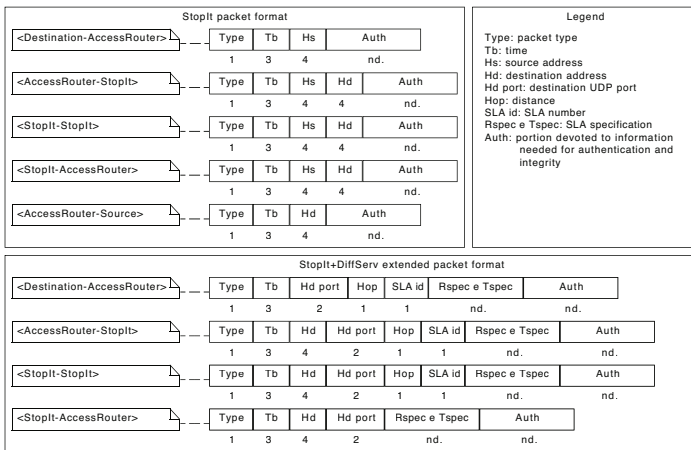 StopIt packet format
<Destination-AccessRouter> Type Tb Hs Auth
1 3 4 nd.
<AccessRouter-StopIt> Type Tb Hs Hd Auth
1 3 4 4 nd.
<StopIt-StopIt> Type Tb Hs Hd Auth
1 3 4 4 nd.
<StopIt-AccessRouter> Type Tb Hs Hd Auth
1 3 4 4 nd.
<AccessRouter-Source> Type Tb Hd Auth
1 3 4 nd.
Legend
Type: packet type
Tb: time
Hs: source address
Hd: destination address
Hd port: destination UDP port
Hop: distance
SLA id: SLA number
Rspec e Tspec: SLA specification
Auth: portion devoted to information
needed for authentication and
integrity
StopIt+DiffServ extended packet format
<Destination-AccessRouter> Type Tb Hd port Hop SLA id Rspec e Tspec Auth
1 3 2 1 1 nd. nd.
<AccessRouter-StopIt> Type Tb Hd Hd port Hop SLA id Rspec e Tspec Auth
1 3 4 2 1 1 nd. nd.
<StopIt-StopIt> Type Tb Hd Hd port Hop SLA id Rspec e Tspec Auth
1 3 4 2 1 1 nd. nd.
<StopIt-AccessRouter> Type Tb Hd Hd port Rspec e Tspec Auth
1 3 4 2 nd. nd.